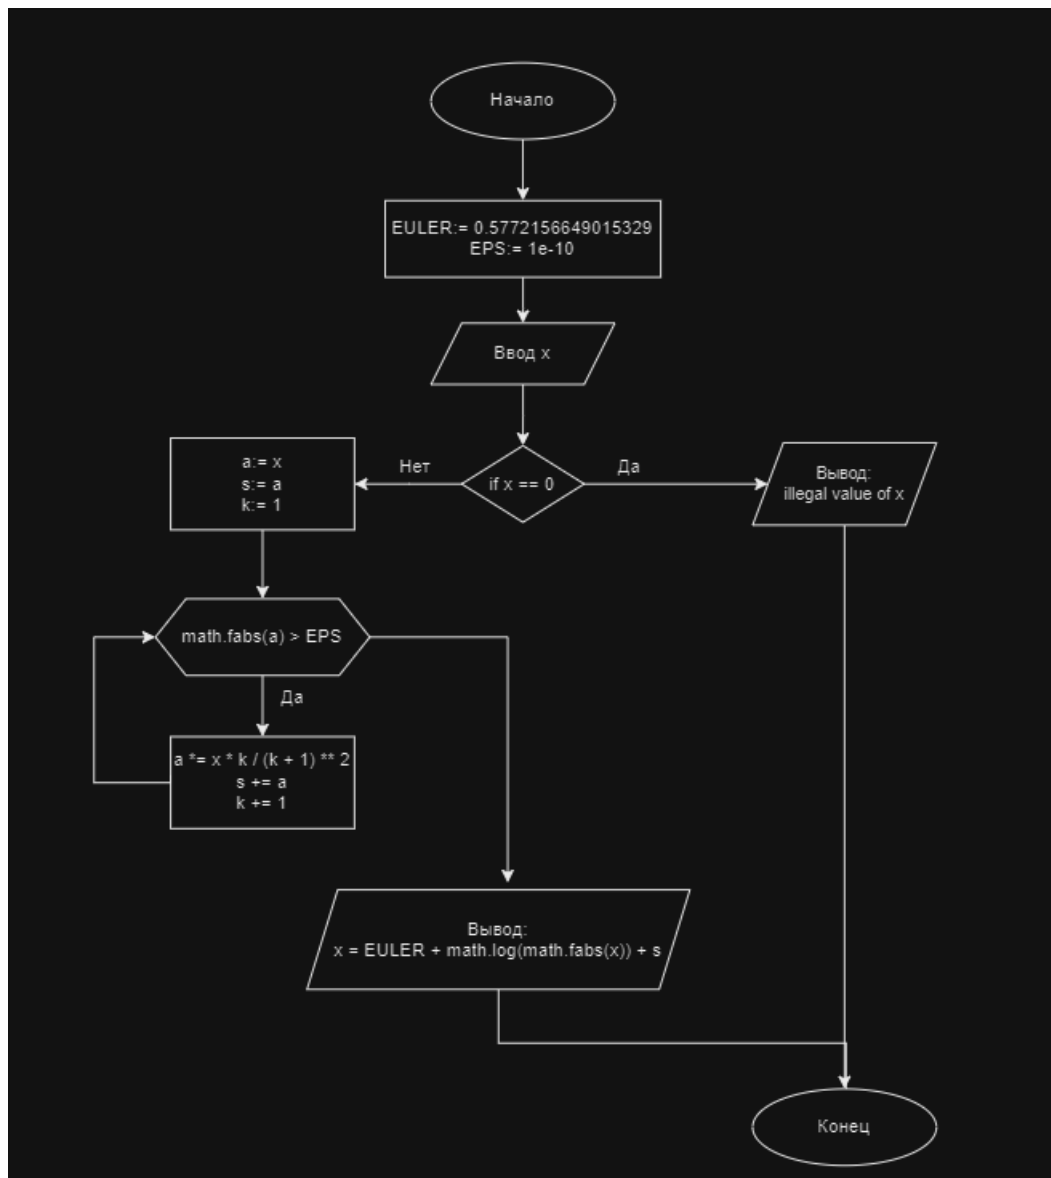 Начало
EULER:= 0.5772156649015329
EPS:= 1e-10
Ввод x
if x == 0
Нет
Да
a:= x
s:= a
k:= 1
Вывод:
illegal value of x
math.fabs(a) > EPS
Да
a *= x * k / (k + 1) ** 2
s += a
k += 1
Вывод:
x = EULER + math.log(math.fabs(x)) + s
Конец